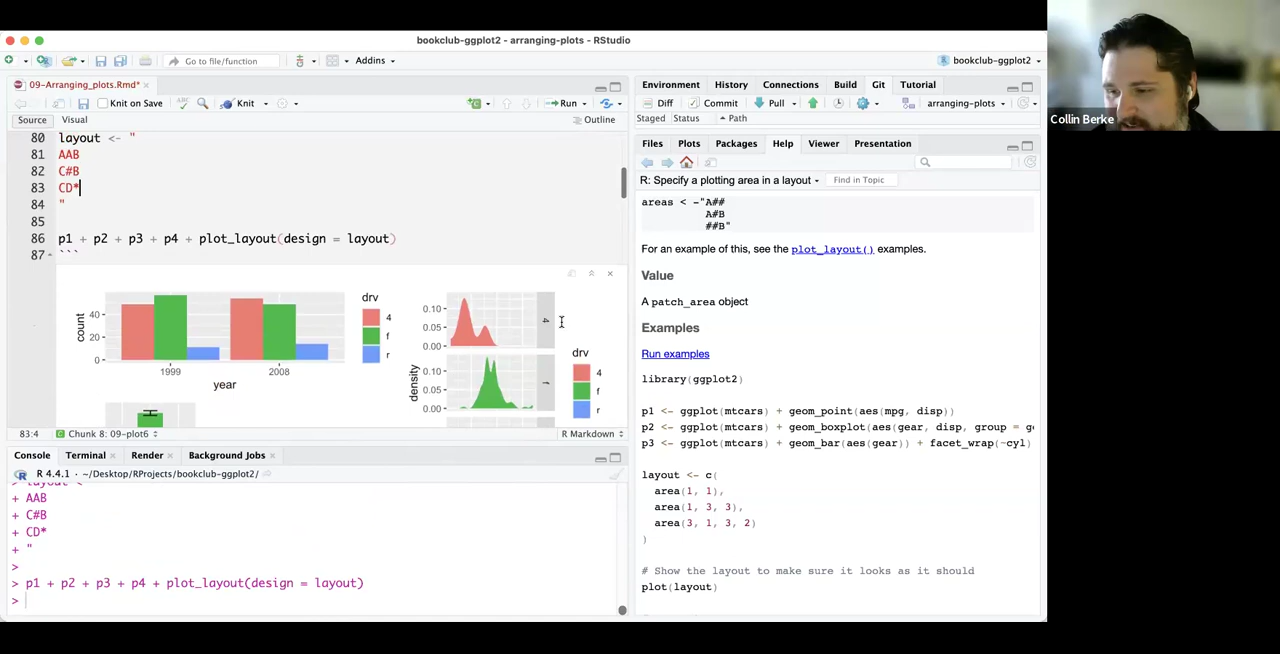 bookclub-ggplot2 - arranging-plots - RStudio
Go to file/function
Addins
bookclub-ggplot2
09-Arranging_plots.Rmd*
Knit on Save
Knit
Run
Source
Visual
Outline
80 layout <- "
81 AAB
82 C#B
83 CD*
84 "
85
86 p1 + p2 + p3 + p4 + plot_layout(design = layout)
87 ```
count
40
20
0
1999
2008
year
drv
4
f
r
density
0.10
0.05
0.00
0.10
0.05
0.00
4
f
drv
4
f
r
83:4
Chunk 8: 09-plot6
R Markdown
Console
Terminal
Render
Background Jobs
R 4.4.1 · ~/Desktop/RProjects/bookclub-ggplot2/
+ AAB
+ C#B
+ CD*
+ "
>
> p1 + p2 + p3 + p4 + plot_layout(design = layout)
>
Environment
History
Connections
Build
Git
Tutorial
Diff
Commit
Pull
arranging-plots
Staged
Status
Path
Files
Plots
Packages
Help
Viewer
Presentation
R: Specify a plotting area in a layout
Find in Topic
areas < -"A##
A#B
##B"
For an example of this, see the plot_layout() examples.
Value
A patch_area object
Examples
Run examples
library(ggplot2)
p1 <- ggplot(mtcars) + geom_point(aes(mpg, disp))
p2 <- ggplot(mtcars) + geom_boxplot(aes(gear, disp, group = g
p3 <- ggplot(mtcars) + geom_bar(aes(gear)) + facet_wrap(~cyl)
layout <- c(
area(1, 1),
area(1, 3, 3),
area(3, 1, 3, 2)
)
# Show the layout to make sure it looks as it should
plot(layout)
Collin Berke